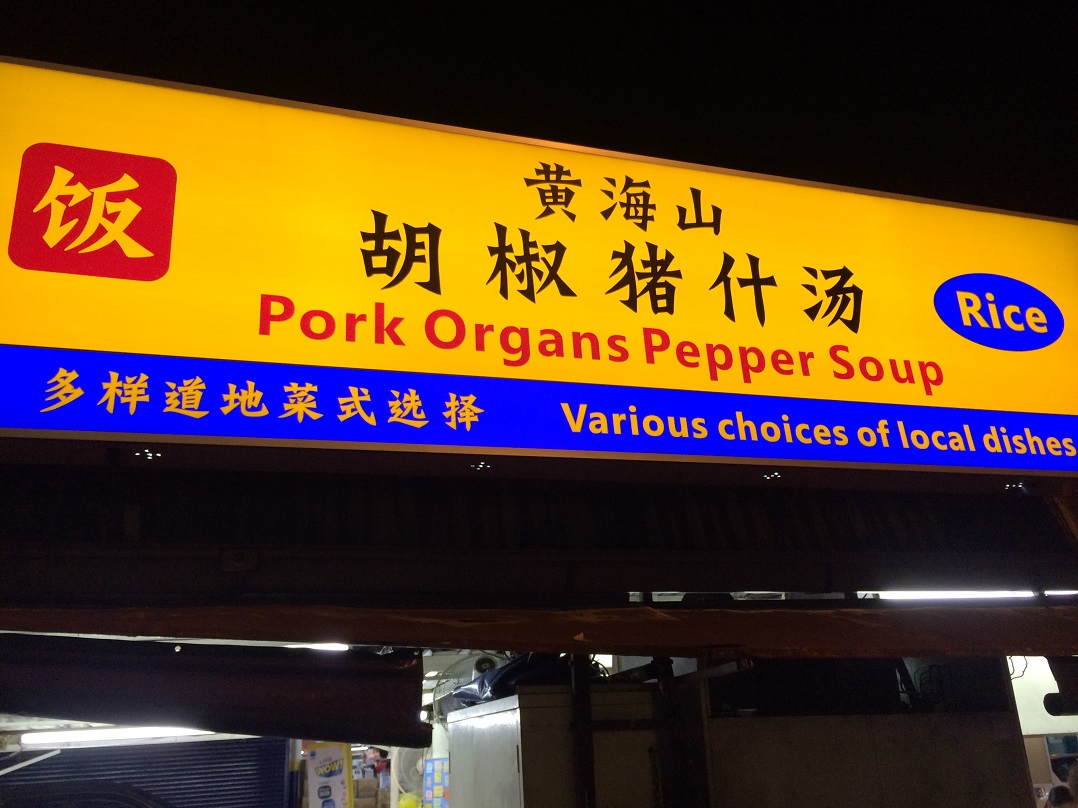 饭
黄海山
胡椒猪什汤
Pork Organs Pepper Soup
Rice
多样道地菜式选择
Various choices of local dishes
WOW!